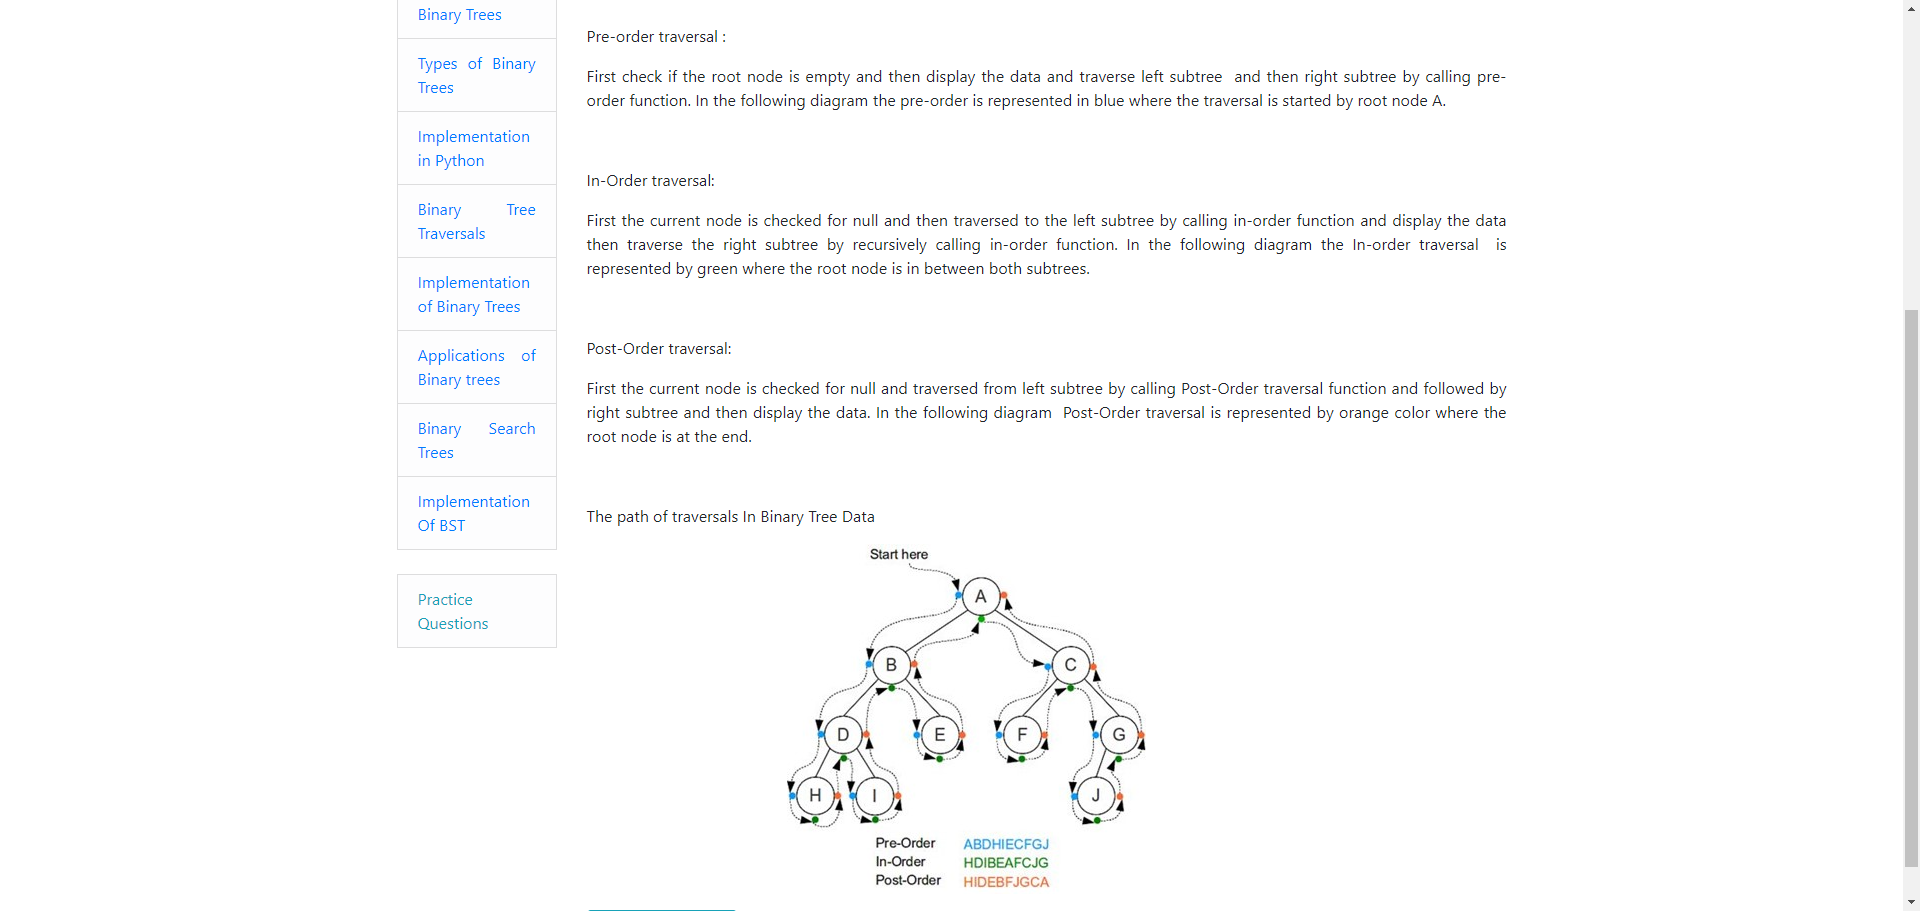 Binary Trees
Types of Binary
Trees
Implementation
in Python
Binary Tree
Traversals
Implementation
of Binary Trees
Applications of
Binary trees
Binary Search
Trees
Implementation
Of BST
Practice
Questions
Pre-order traversal :
First check if the root node is empty and then display the data and traverse left subtree and then right subtree by calling pre-
order function. In the following diagram the pre-order is represented in blue where the traversal is started by root node A.
In-Order traversal:
First the current node is checked for null and then traversed to the left subtree by calling in-order function and display the data
then traverse the right subtree by recursively calling in-order function. In the following diagram the In-order traversal is
represented by green where the root node is in between both subtrees.
Post-Order traversal:
First the current node is checked for null and traversed from left subtree by calling Post-Order traversal function and followed by
right subtree and then display the data. In the following diagram Post-Order traversal is represented by orange color where the
root node is at the end.
The path of traversals In Binary Tree Data
Start here
A
B C
D E F G
H I J
Pre-Order ABDHIECFGJ
In-Order HDIBEAFCJG
Post-Order HIDEBFJGCA